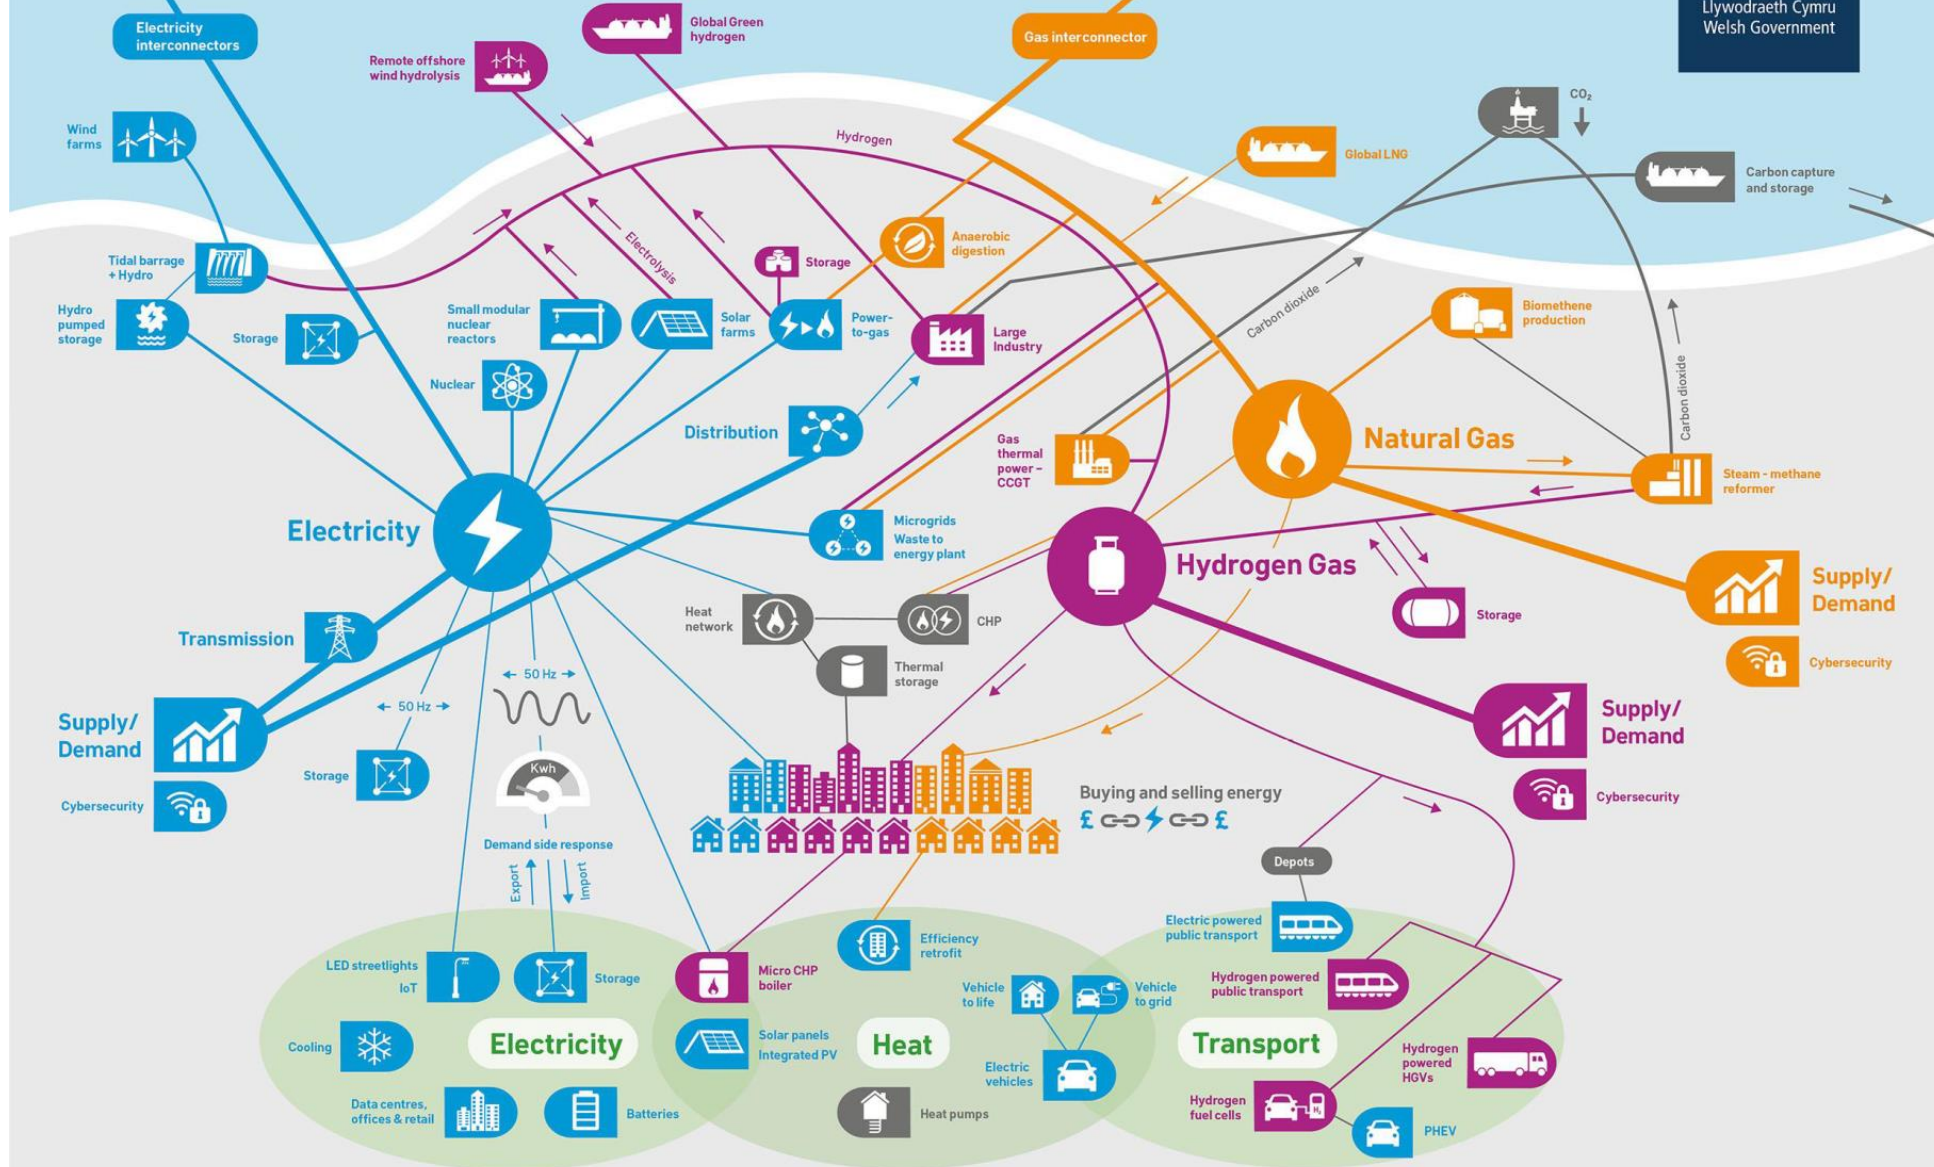 Llywodraeth Cymru
Welsh Government
Electricity
interconnectors
Global Green
hydrogen
Gas interconnector
Remote offshore
wind hydrolysis
CO₂
Wind
farms
Hydrogen
Global LNG
Carbon capture
and storage
Tidal barrage
+ Hydro
Electrolysis
Storage
Anaerobic
digestion
Hydro
pumped
storage
Storage
Small modular
nuclear
reactors
Solar
farms
Power-
to-gas
Large
Industry
Carbon dioxide
Biomethene
production
Carbon dioxide
Nuclear
Distribution
Gas
thermal
power –
CCGT
Natural Gas
Steam - methane
reformer
Electricity
Microgrids
Waste to
energy plant
Hydrogen Gas
Supply/
Demand
Heat
network
CHP
Storage
Transmission
Cybersecurity
Thermal
storage
50 Hz
50 Hz
Supply/
Demand
Supply/
Demand
Storage
Kwh
Cybersecurity
Buying and selling energy
£ £
Cybersecurity
Demand side response
Export
Import
Depots
Electric powered
public transport
Efficiency
retrofit
LED streetlights
IoT
Storage
Micro CHP
boiler
Vehicle
to life
Vehicle
to grid
Hydrogen powered
public transport
Cooling
Electricity
Solar panels
Integrated PV
Heat
Transport
Electric
vehicles
Hydrogen
powered
HGVs
Data centres,
offices & retail
Batteries
Heat pumps
Hydrogen
fuel cells
H₂
PHEV